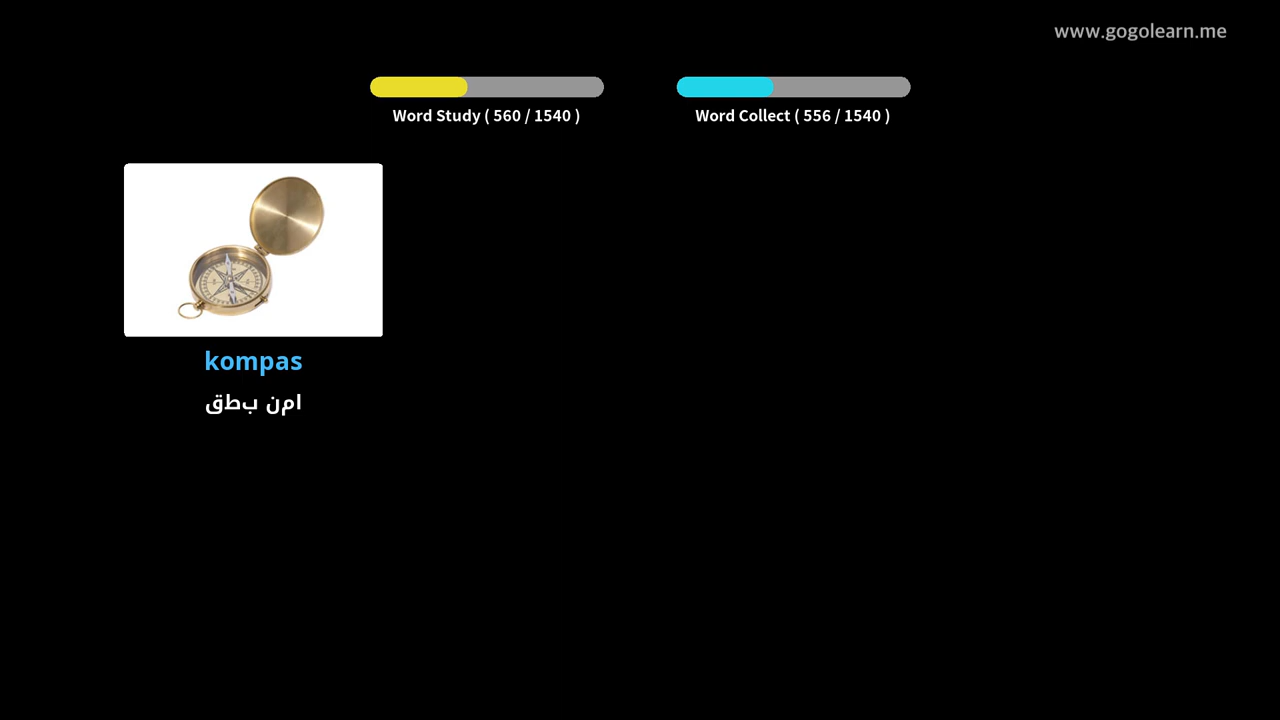 www.gogolearn.me
Word Study ( 560 / 1540 )
Word Collect ( 556 / 1540 )
kompas
امن بطق